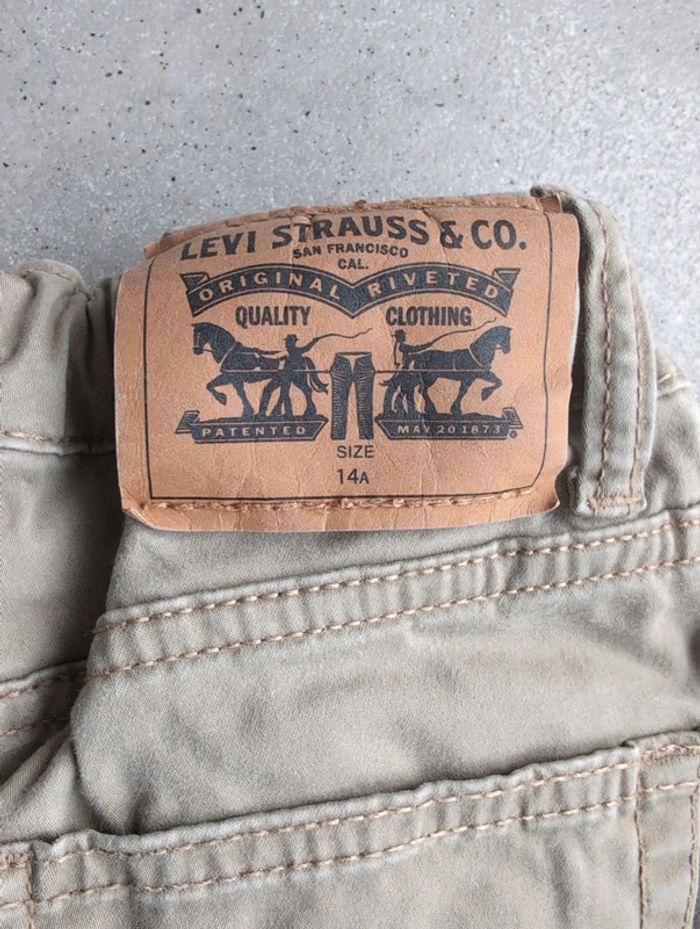 LEVI STRAUSS & CO.
SAN FRANCISCO
CAL.
ORIGINAL RIVETED
QUALITY CLOTHING
PATENTED MAY 20 1873
SIZE
14A